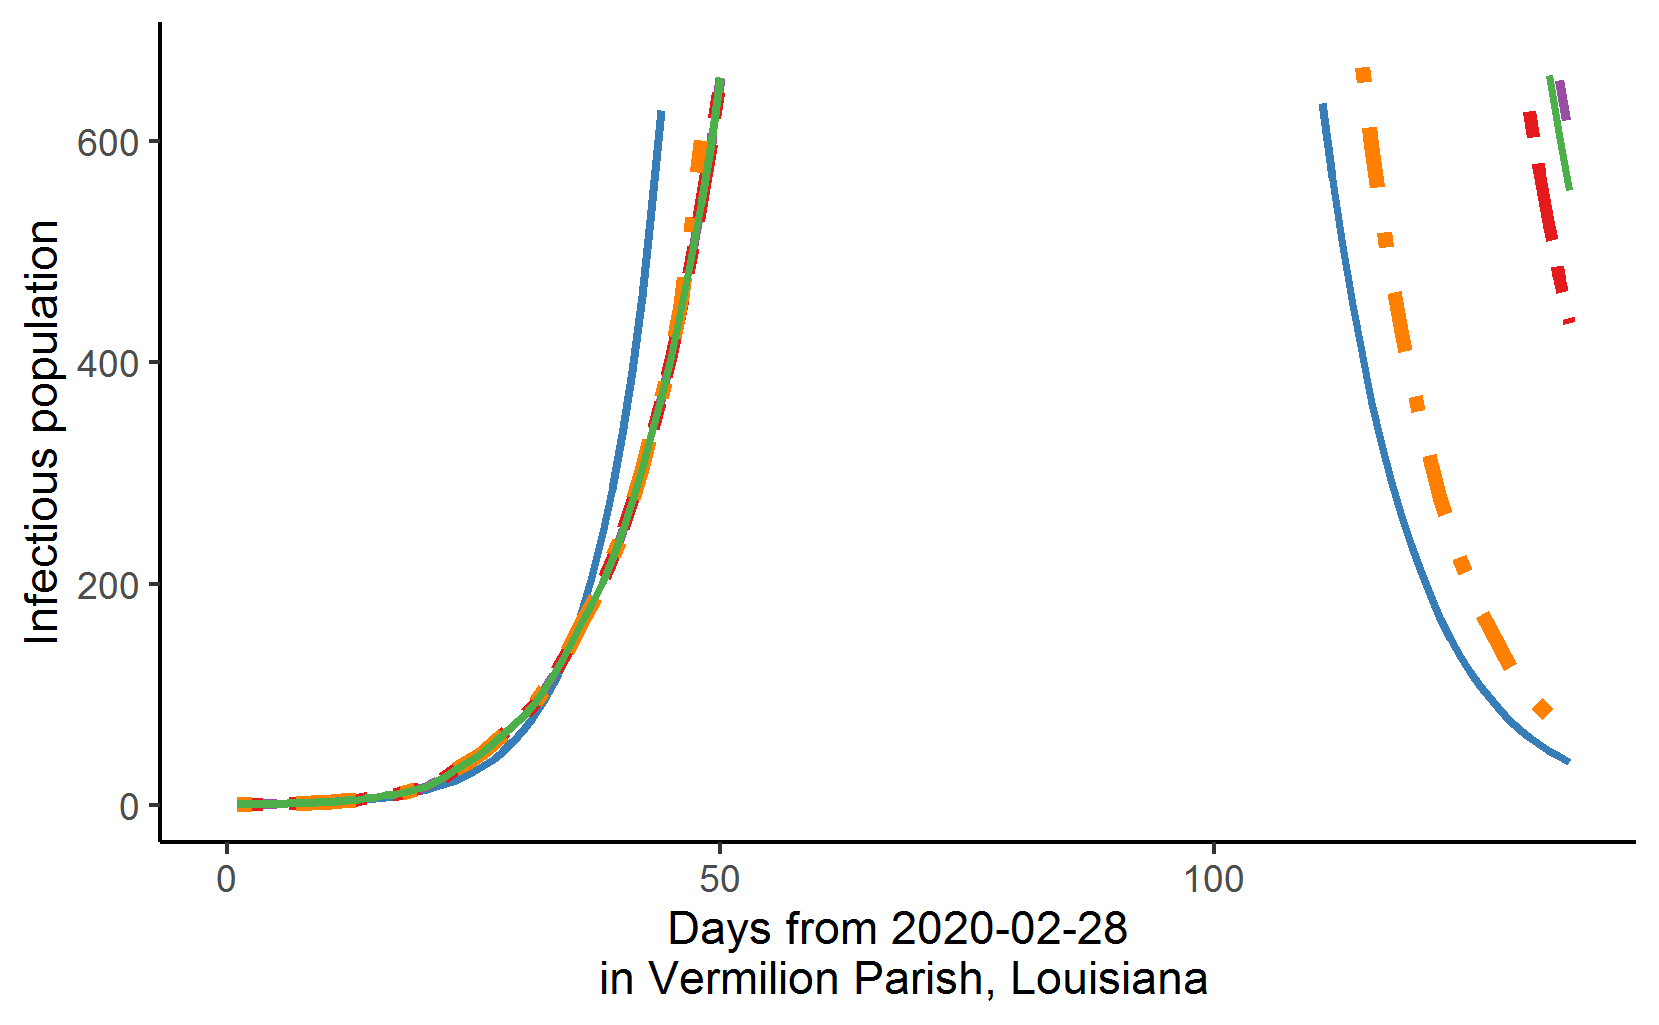 Infectious population
600
400
200
0
0 50 100
Days from 2020-02-28
in Vermilion Parish, Louisiana